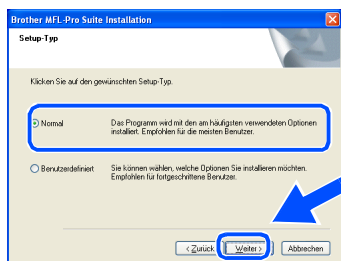 Brother MFL-Pro Suite Installation
Setup-Typ
Klicken Sie auf den gewünschten Setup-Typ.
Normal
Das Programm wird mit den am häufigsten verwendeten Optionen
installiert. Empfohlen für die meisten Benutzer.
Benutzerdefiniert
Sie können wählen, welche Optionen Sie installieren möchten.
Empfohlen für fortgeschrittene Benutzer.
< Zurück
Weiter >
Abbrechen